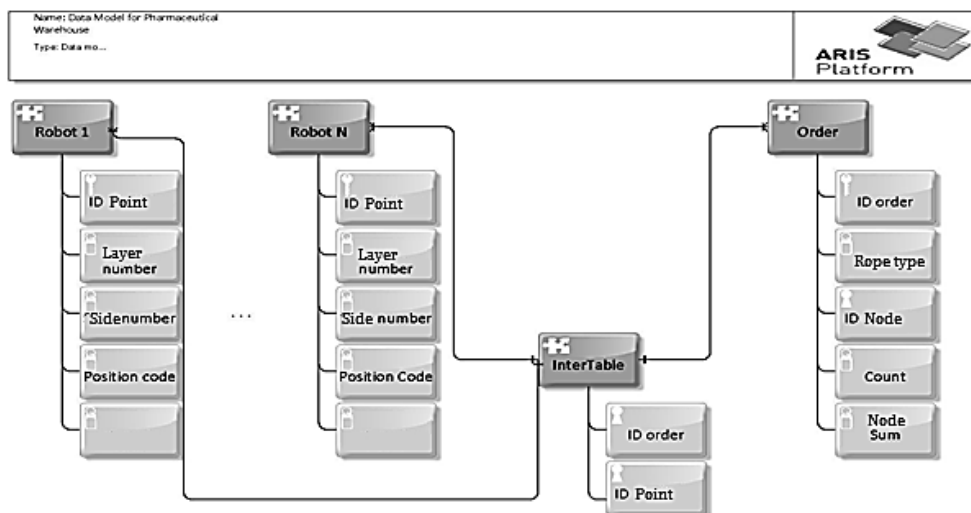 Name: Data Model for Pharmaceutical
Warehouse
Type: Data mo...
ARIS
Platform
Robot 1
ID Point
Layer
number
Sidenumber
Position code
...
Robot N
ID Point
Layer
number
Side number
Position Code
InterTable
ID order
ID Point
Order
ID order
Rope type
ID Node
Count
Node
Sum